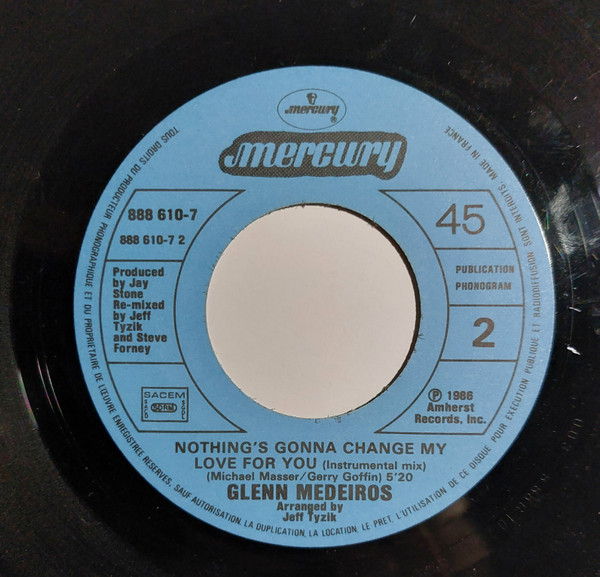 mercury
®
mercury
888 610-7
888 610-7 2
Produced
by Jay
Stone
Re-mixed
by Jeff
Tyzik
and Steve
Forney
SACEM
SDRM
45
PUBLICATION
PHONOGRAM
2
℗ 1986
Amherst
Records, Inc.
NOTHING'S GONNA CHANGE MY
LOVE FOR YOU (Instrumental mix)
(Michael Masser/Gerry Goffin) 5'20
GLENN MEDEIROS
Arranged by
Jeff Tyzik
TOUS DROITS DU PRODUCTEUR PHONOGRAPHIQUE ET DU PROPRIÉTAIRE DE L'ŒUVRE ENREGISTRÉE RÉSERVÉS, SAUF AUTORISATION, LA DUPLICATION, LA LOCATION, LE PRET, L'UTILISATION DE CE DISQUE POUR EXECUTION PUBLIQUE ET RADIODIFFUSION SONT INTERDITS. MADE IN FRANCE